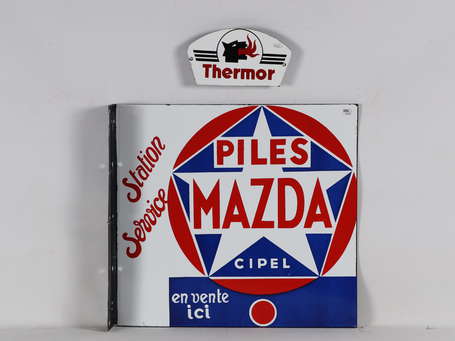 Thermor
Station
Service
PILES
MAZDA
CIPEL
en vente
ici